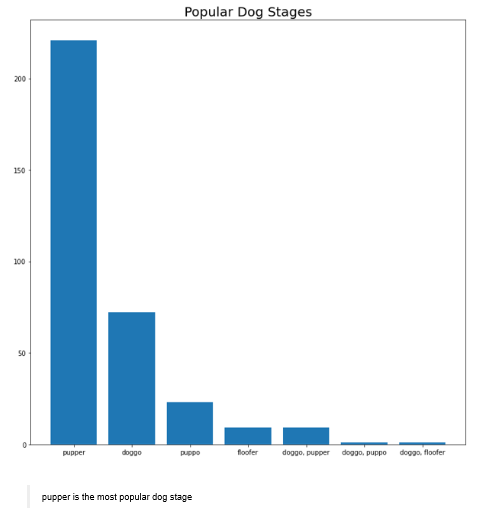 Popular Dog Stages
200
150
100
50
0
pupper doggo puppo floofer doggo, pupper doggo, puppo doggo, floofer
pupper is the most popular dog stage